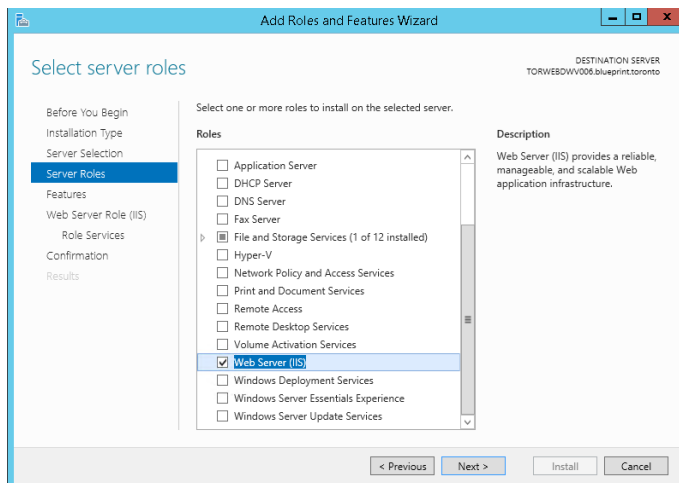 Add Roles and Features Wizard
Select server roles
DESTINATION SERVER
TORWEBDWV006.blueprint.toronto
Before You Begin
Installation Type
Server Selection
Server Roles
Features
Web Server Role (IIS)
Role Services
Confirmation
Results
Select one or more roles to install on the selected server.
Roles
Application Server
DHCP Server
DNS Server
Fax Server
File and Storage Services (1 of 12 installed)
Hyper-V
Network Policy and Access Services
Print and Document Services
Remote Access
Remote Desktop Services
Volume Activation Services
Web Server (IIS)
Windows Deployment Services
Windows Server Essentials Experience
Windows Server Update Services
Description
Web Server (IIS) provides a reliable,
manageable, and scalable Web
application infrastructure.
< Previous
Next >
Install
Cancel